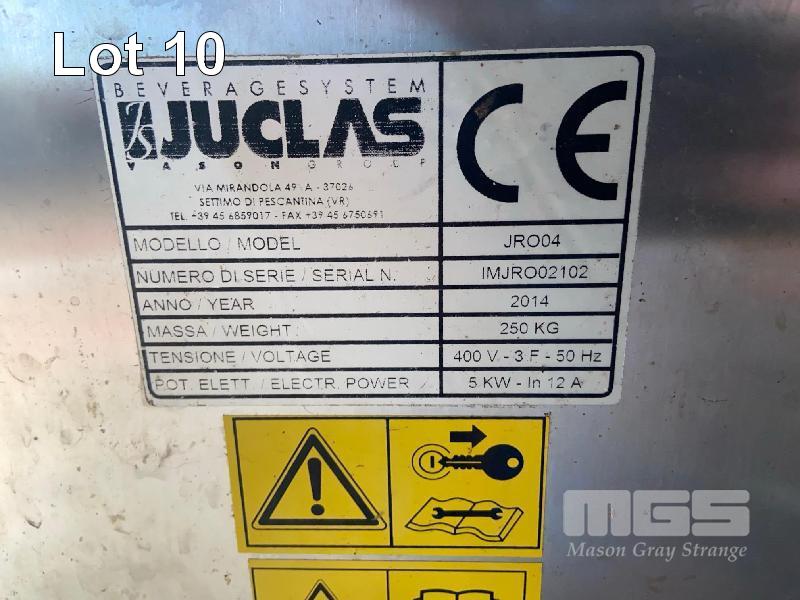 Lot 10
BEVERAGESYSTEM
JUCLAS
VASONGROUP
VIA MIRANDOLA 49/A - 37026
SETTIMO DI PESCANTINA (VR)
TEL. +39 45 6859017 - FAX +39 45 6750691
CE
MODELLO / MODEL JRO04
NUMERO DI SERIE / SERIAL N. IMJRO02102
ANNO / YEAR 2014
MASSA / WEIGHT 250 KG
TENSIONE / VOLTAGE 400 V - 3 F - 50 Hz
POT. ELETT. / ELECTR. POWER 5 KW - In 12 A
MGS
Mason Gray Strange